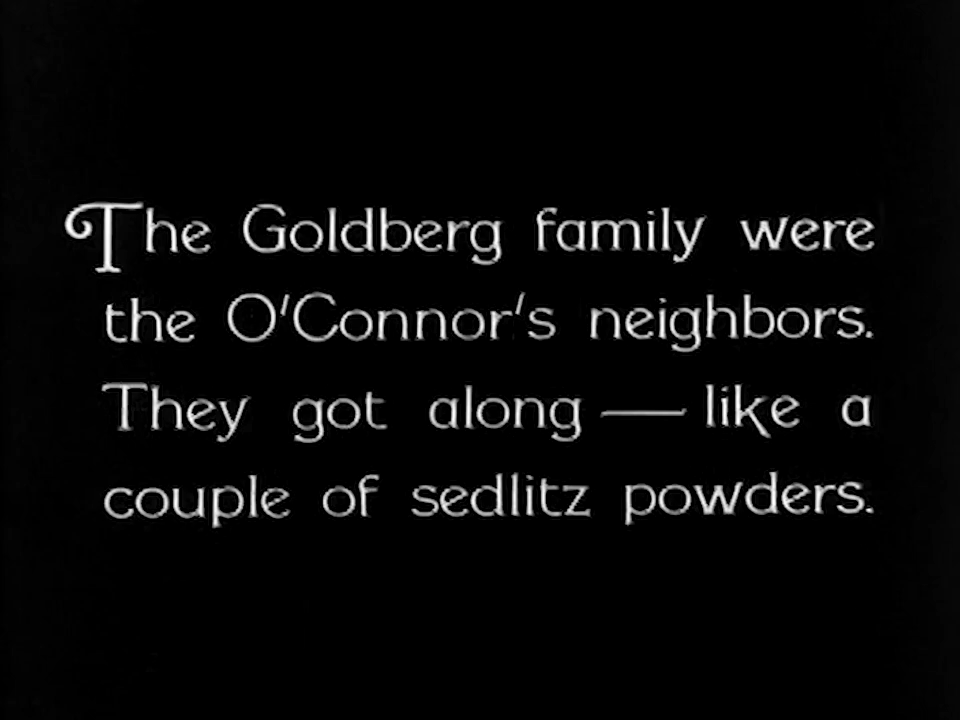 The Goldberg family were
the O'Connor's neighbors.
They got along — like a
couple of sedlitz powders.